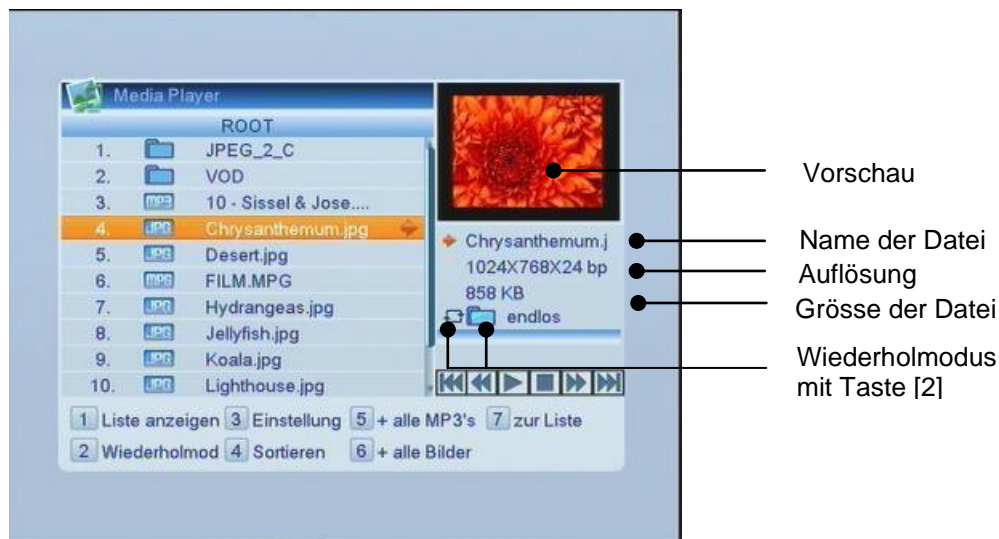 Media Player
ROOT
1. JPEG_2_C
2. VOD
3. MP3 10 - Sissel & Jose....
4. JPG Chrysanthemum.jpg
5. JPG Desert.jpg
6. MPG FILM.MPG
7. JPG Hydrangeas.jpg
8. JPG Jellyfish.jpg
9. JPG Koala.jpg
10. JPG Lighthouse.jpg
Chrysanthemum.j
1024X768X24 bp
858 KB
endlos
1 Liste anzeigen 3 Einstellung 5 + alle MP3's 7 zur Liste
2 Wiederholmod 4 Sortieren 6 + alle Bilder
Vorschau
Name der Datei
Auflösung
Grösse der Datei
Wiederholmodus
mit Taste [2]